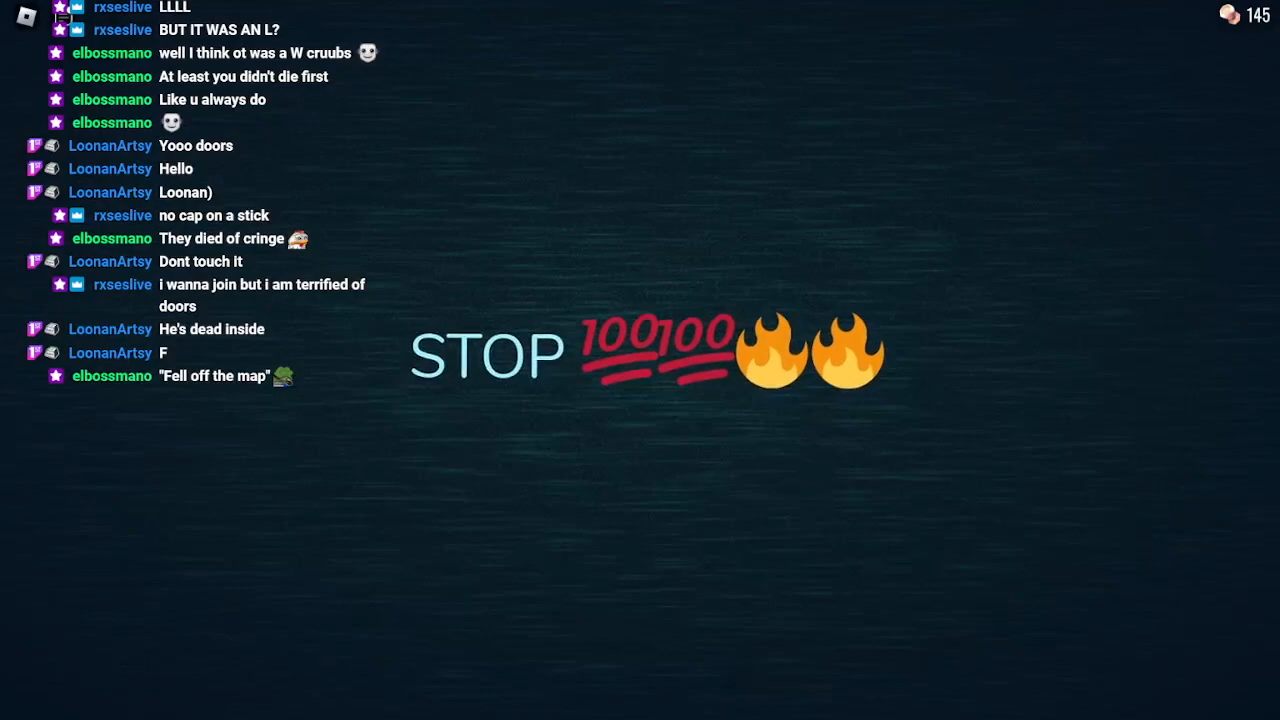 rxseslive LLLL
145
rxseslive BUT IT WAS AN L?
elbossmano well I think ot was a W cruubs
elbossmano At least you didn't die first
elbossmano Like u always do
elbossmano
LoonanArtsy Yooo doors
LoonanArtsy Hello
LoonanArtsy Loonan)
rxseslive no cap on a stick
elbossmano They died of cringe
LoonanArtsy Dont touch it
rxseslive i wanna join but i am terrified of
doors
LoonanArtsy He's dead inside
LoonanArtsy F
elbossmano "Fell off the map"
STOP 💯💯🔥🔥